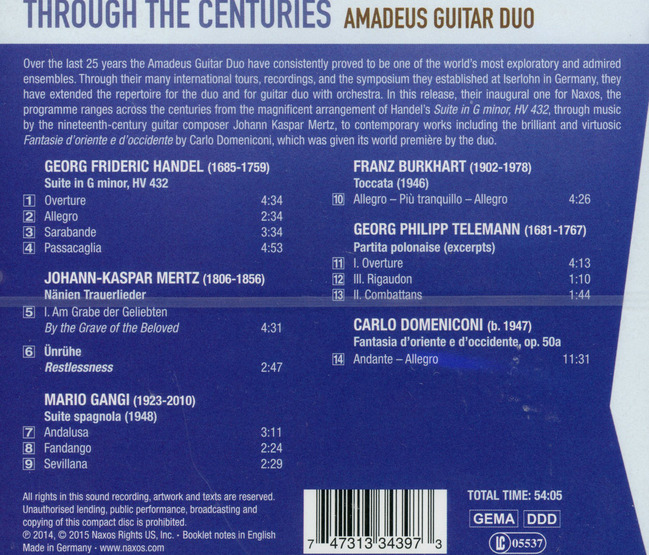 THROUGH THE CENTURIES AMADEUS GUITAR DUO
Over the last 25 years the Amadeus Guitar Duo have consistently proved to be one of the world's most exploratory and admired
ensembles. Through their many international tours, recordings, and the symposium they established at Iserlohn in Germany, they
have extended the repertoire for the duo and for guitar duo with orchestra. In this release, their inaugural one for Naxos, the
programme ranges across the centuries from the magnificent arrangement of Handel's Suite in G minor, HV 432, through music
by the nineteenth-century guitar composer Johann Kaspar Mertz, to contemporary works including the brilliant and virtuosic
Fantasie d'oriente e d'occidente by Carlo Domeniconi, which was given its world première by the duo.
GEORG FRIDERIC HANDEL (1685-1759)
Suite in G minor, HV 432
1 Overture 4:34
2 Allegro 2:34
3 Sarabande 3:34
4 Passacaglia 4:53
JOHANN-KASPAR MERTZ (1806-1856)
Nänien Trauerlieder
5 I. Am Grabe der Geliebten
By the Grave of the Beloved 4:31
6 Ünrühe
Restlessness 2:47
MARIO GANGI (1923-2010)
Suite spagnola (1948)
7 Andalusa 3:11
8 Fandango 2:24
9 Sevillana 2:29
FRANZ BURKHART (1902-1978)
Toccata (1946)
10 Allegro – Più tranquillo – Allegro 4:26
GEORG PHILIPP TELEMANN (1681-1767)
Partita polonaise (excerpts)
11 I. Overture 4:13
12 III. Rigaudon 1:10
13 II. Combattans 1:44
CARLO DOMENICONI (b. 1947)
Fantasia d'oriente e d'occidente, op. 50a
14 Andante – Allegro 11:31
All rights in this sound recording, artwork and texts are reserved.
Unauthorised lending, public performance, broadcasting and
copying of this compact disc is prohibited.
℗ 2014, © 2015 Naxos Rights US, Inc. • Booklet notes in English
Made in Germany • www.naxos.com
7 47313 34397 3
TOTAL TIME: 54:05
GEMA DDD
LC 05537